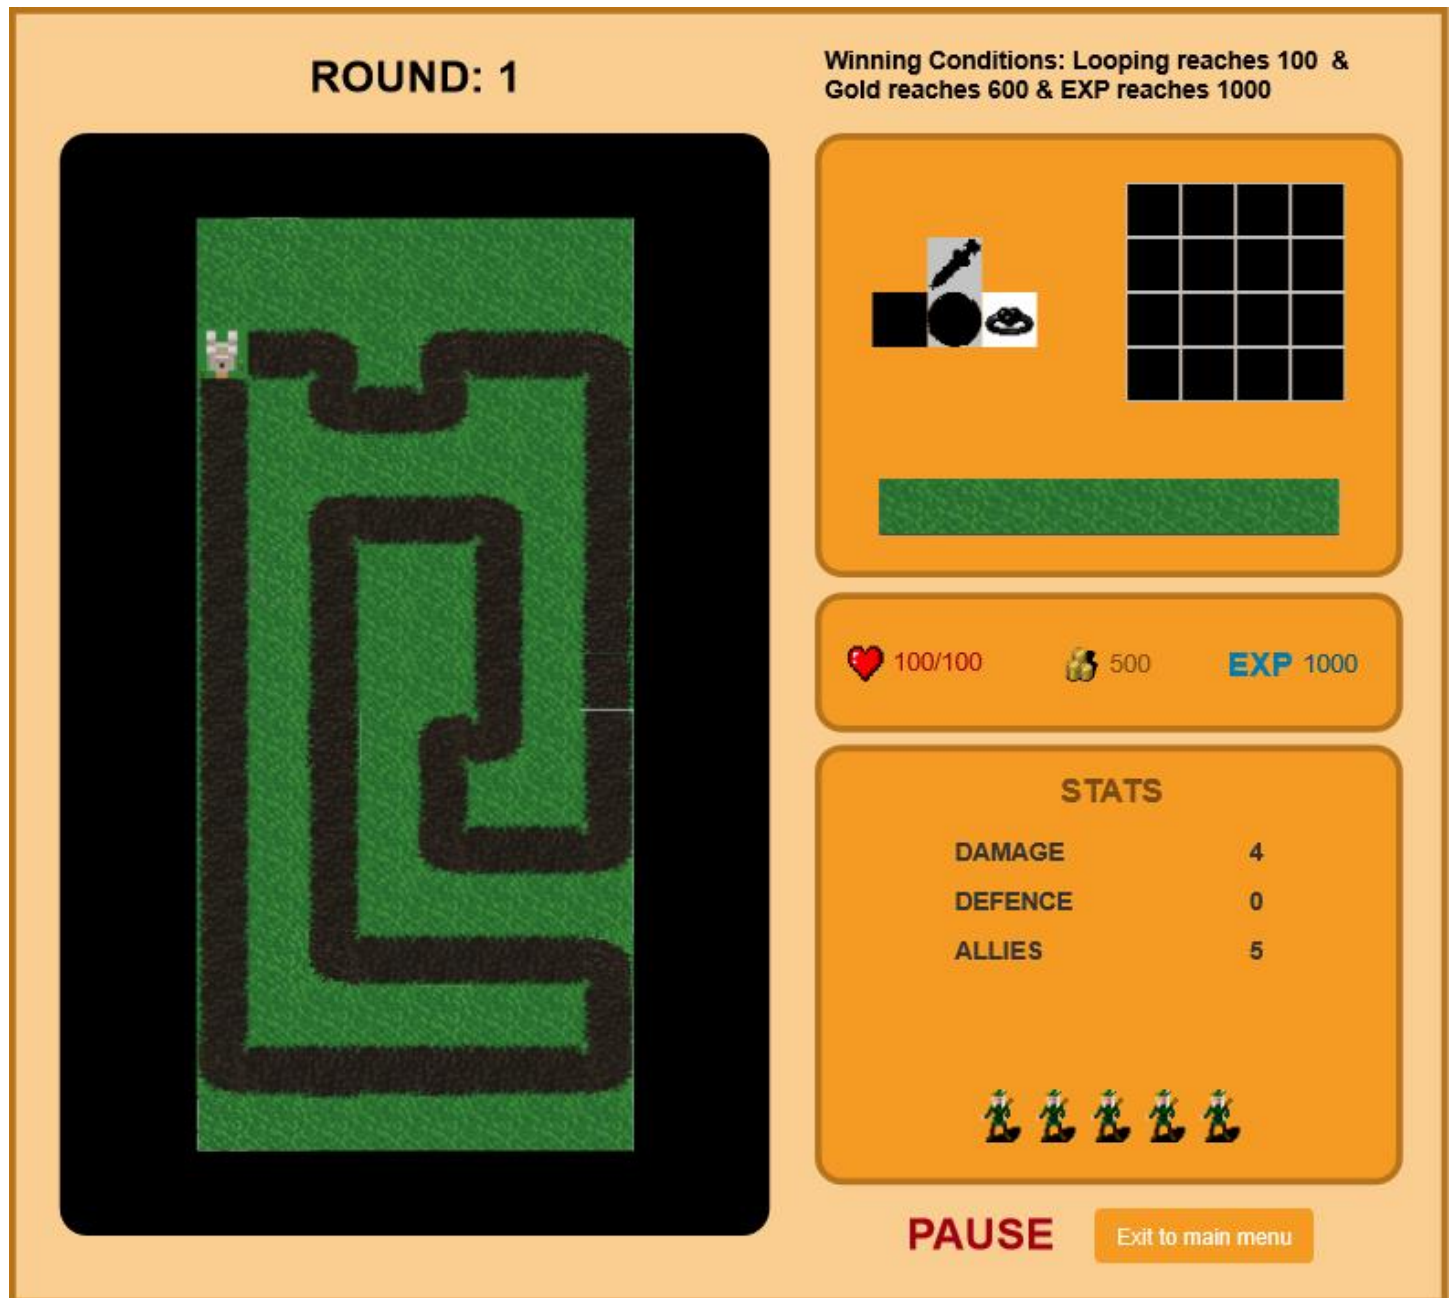 ROUND: 1
Winning Conditions: Looping reaches 100 &
Gold reaches 600 & EXP reaches 1000
100/100
500
EXP 1000
STATS
DAMAGE 4
DEFENCE 0
ALLIES 5
PAUSE
Exit to main menu